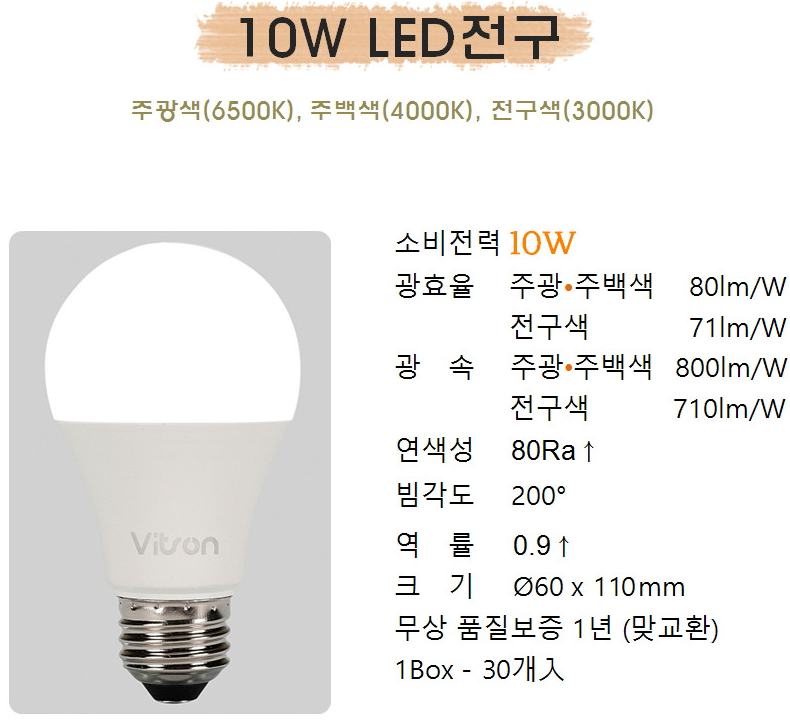 10W LED전구
주광색(6500K), 주백색(4000K), 전구색(3000K)
소비전력 10W
광효율 주광•주백색 80lm/W
전구색 71lm/W
광 속 주광•주백색 800lm/W
전구색 710lm/W
연색성 80Ra↑
빔각도 200°
역 률 0.9↑
크 기 Ø60 x 110mm
무상 품질보증 1년 (맞교환)
1Box - 30개入
Vitron